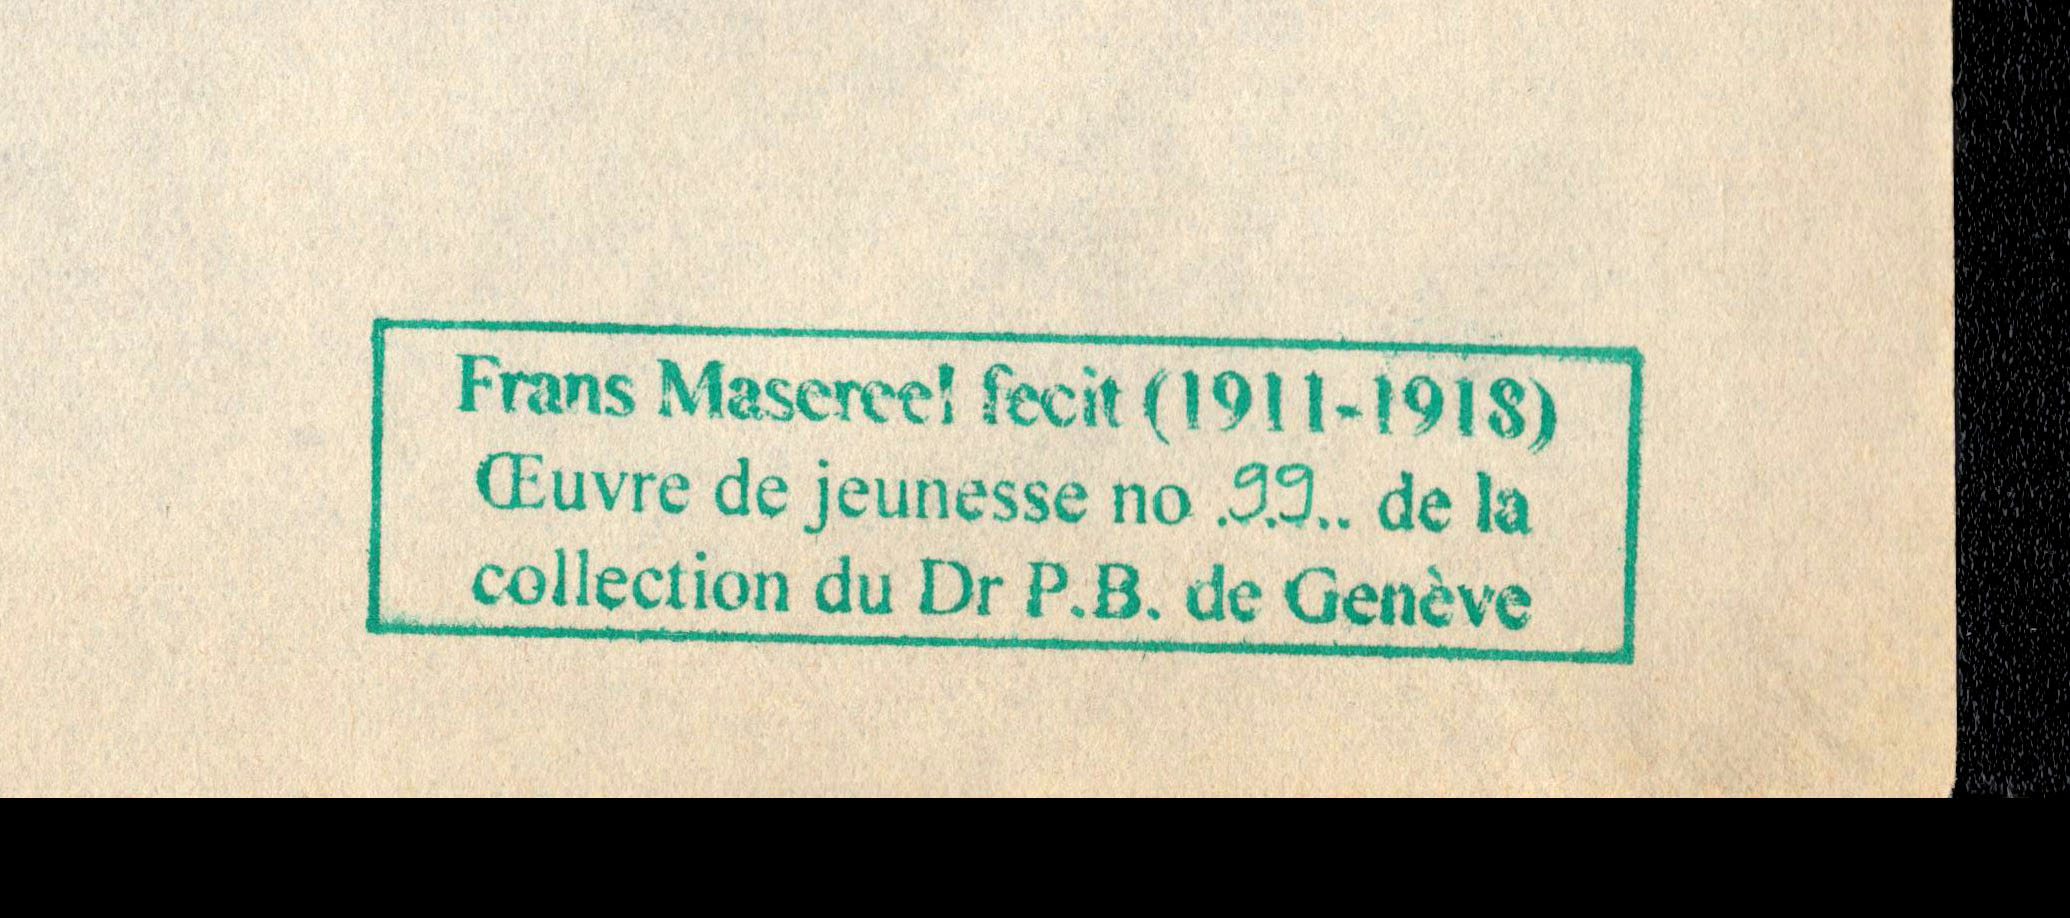 Frans Masereel fecit (1911-1918)
Œuvre de jeunesse no .99.. de la
collection du Dr P.B. de Genève